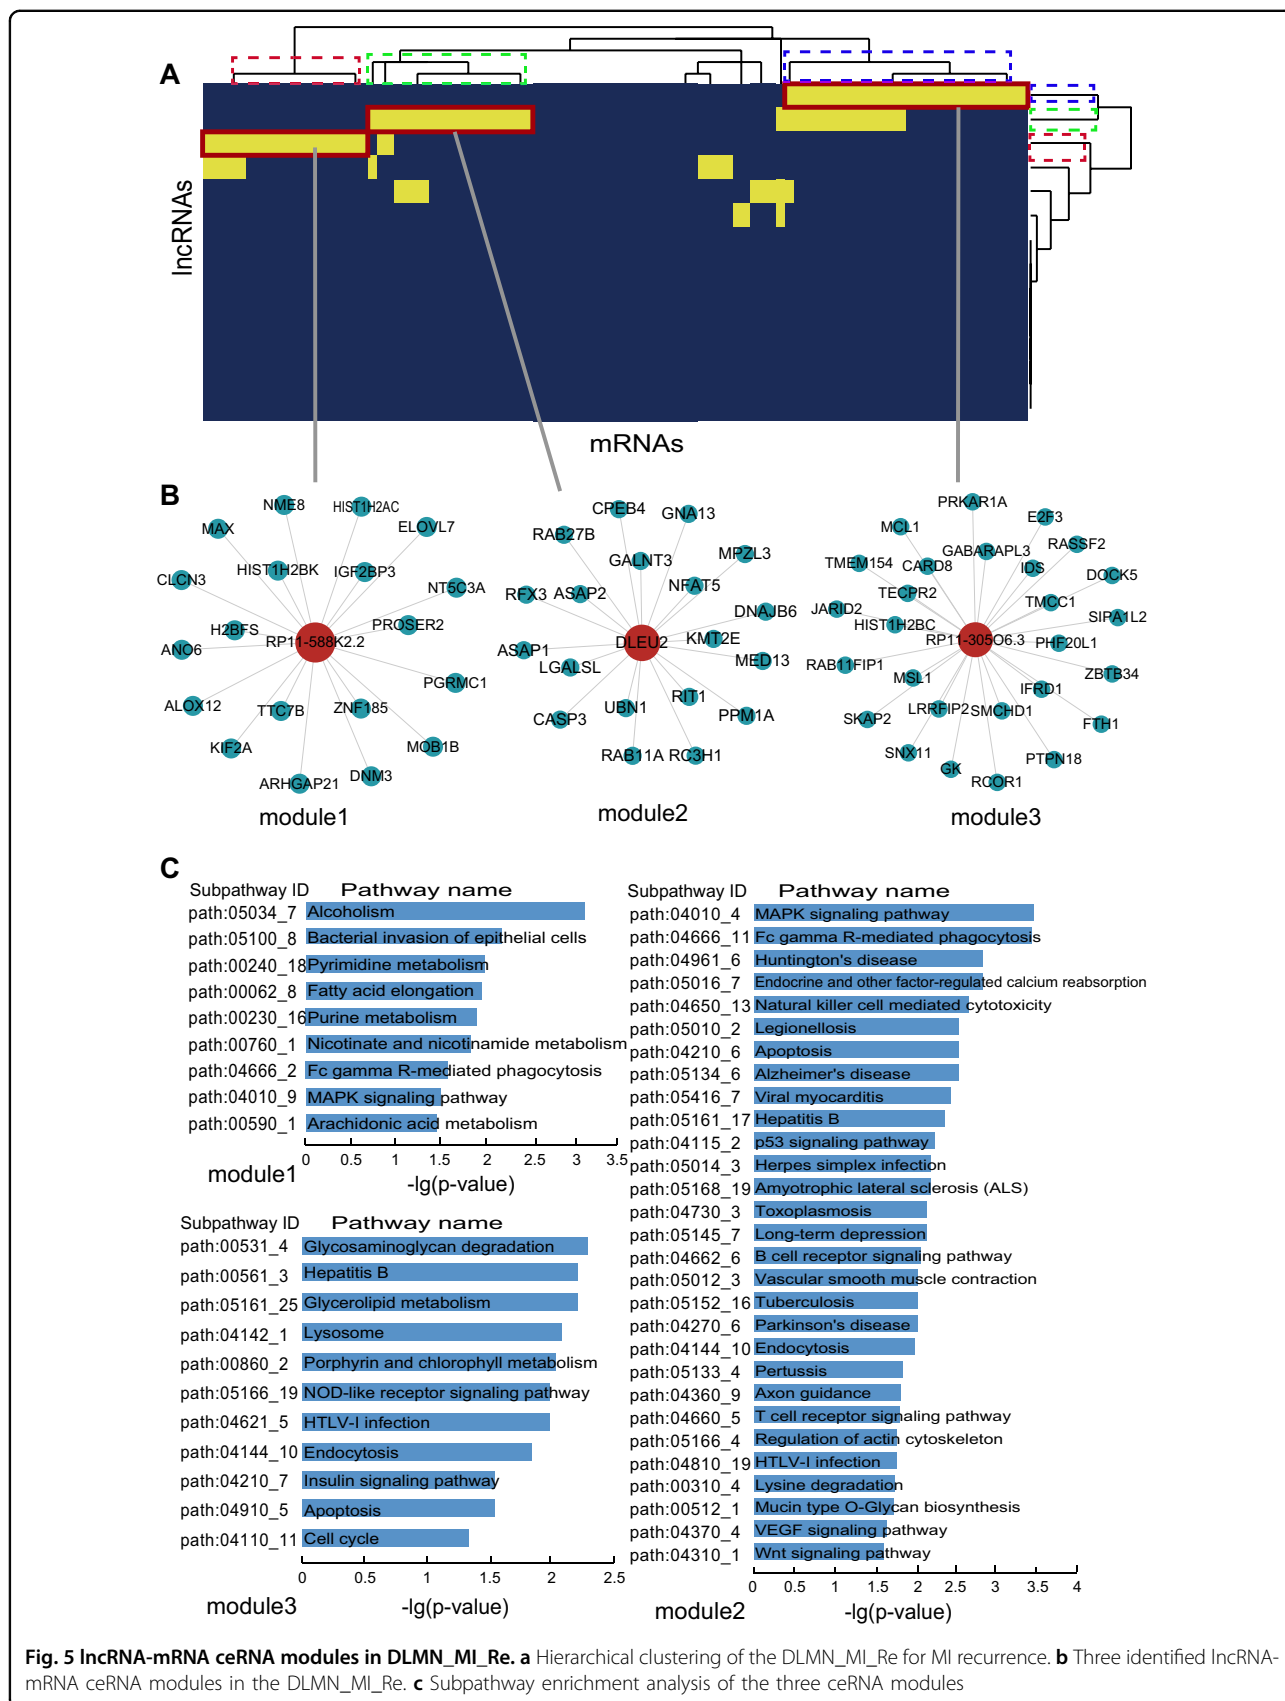 A
lncRNAs
mRNAs
B
NME8
HIST1H2AC
MAX
ELOVL7
HIST1H2BK
IGF2BP3
CLCN3
NT5C3A
H2BFS
PROSER2
RP11-588K2.2
ANO6
PGRMC1
ALOX12
TTC7B
ZNF185
KIF2A
MOB1B
ARHGAP21
DNM3
module1
CPEB4
GNA13
RAB27B
GALNT3
MPZL3
NFAT5
RFX3
ASAP2
DNAJB6
KMT2E
DLEU2
ASAP1
LGALSL
MED13
RIT1
UBN1
PPM1A
CASP3
RAB11A
RC3H1
module2
PRKAR1A
E2F3
MCL1
GABARAPL3
RASSF2
TMEM154
CARD8
IDS
DOCK5
TECPR2
TMCC1
JARID2
SIPA1L2
HIST1H2BC
RP11-305O6.3
PHF20L1
RAB11FIP1
ZBTB34
MSL1
IFRD1
LRRFIP2
SMCHD1
SKAP2
FTH1
SNX11
PTPN18
GK
RCOR1
module3
C
Subpathway ID Pathway name
path:05034_7 Alcoholism
path:05100_8 Bacterial invasion of epithelial cells
path:00240_18 Pyrimidine metabolism
path:00062_8 Fatty acid elongation
path:00230_16 Purine metabolism
path:00760_1 Nicotinate and nicotinamide metabolism
path:04666_2 Fc gamma R-mediated phagocytosis
path:04010_9 MAPK signaling pathway
path:00590_1 Arachidonic acid metabolism
0 0.5 1 1.5 2 2.5 3 3.5
module1
-lg(p-value)
Subpathway ID Pathway name
path:00531_4 Glycosaminoglycan degradation
path:00561_3 Hepatitis B
path:05161_25 Glycerolipid metabolism
path:04142_1 Lysosome
path:00860_2 Porphyrin and chlorophyll metabolism
path:05166_19 NOD-like receptor signaling pathway
path:04621_5 HTLV-I infection
path:04144_10 Endocytosis
path:04210_7 Insulin signaling pathway
path:04910_5 Apoptosis
path:04110_11 Cell cycle
0 0.5 1 1.5 2 2.5
module3
-lg(p-value)
Subpathway ID Pathway name
path:04010_4 MAPK signaling pathway
path:04666_11 Fc gamma R-mediated phagocytosis
path:04961_6 Huntington's disease
path:05016_7 Endocrine and other factor-regulated calcium reabsorption
path:04650_13 Natural killer cell mediated cytotoxicity
path:05010_2 Legionellosis
path:04210_6 Apoptosis
path:05134_6 Alzheimer's disease
path:05416_7 Viral myocarditis
path:05161_17 Hepatitis B
path:04115_2 p53 signaling pathway
path:05014_3 Herpes simplex infection
path:05168_19 Amyotrophic lateral sclerosis (ALS)
path:04730_3 Toxoplasmosis
path:05145_7 Long-term depression
path:04662_6 B cell receptor signaling pathway
path:05012_3 Vascular smooth muscle contraction
path:05152_16 Tuberculosis
path:04270_6 Parkinson's disease
path:04144_10 Endocytosis
path:05133_4 Pertussis
path:04360_9 Axon guidance
path:04660_5 T cell receptor signaling pathway
path:05166_4 Regulation of actin cytoskeleton
path:04810_19 HTLV-I infection
path:00310_4 Lysine degradation
path:00512_1 Mucin type O-Glycan biosynthesis
path:04370_4 VEGF signaling pathway
path:04310_1 Wnt signaling pathway
0 0.5 1 1.5 2 2.5 3 3.5 4
module2
-lg(p-value)
Fig. 5 lncRNA-mRNA ceRNA modules in DLMN_MI_Re. a Hierarchical clustering of the DLMN_MI_Re for MI recurrence. b Three identified lncRNA-
mRNA ceRNA modules in the DLMN_MI_Re. c Subpathway enrichment analysis of the three ceRNA modules